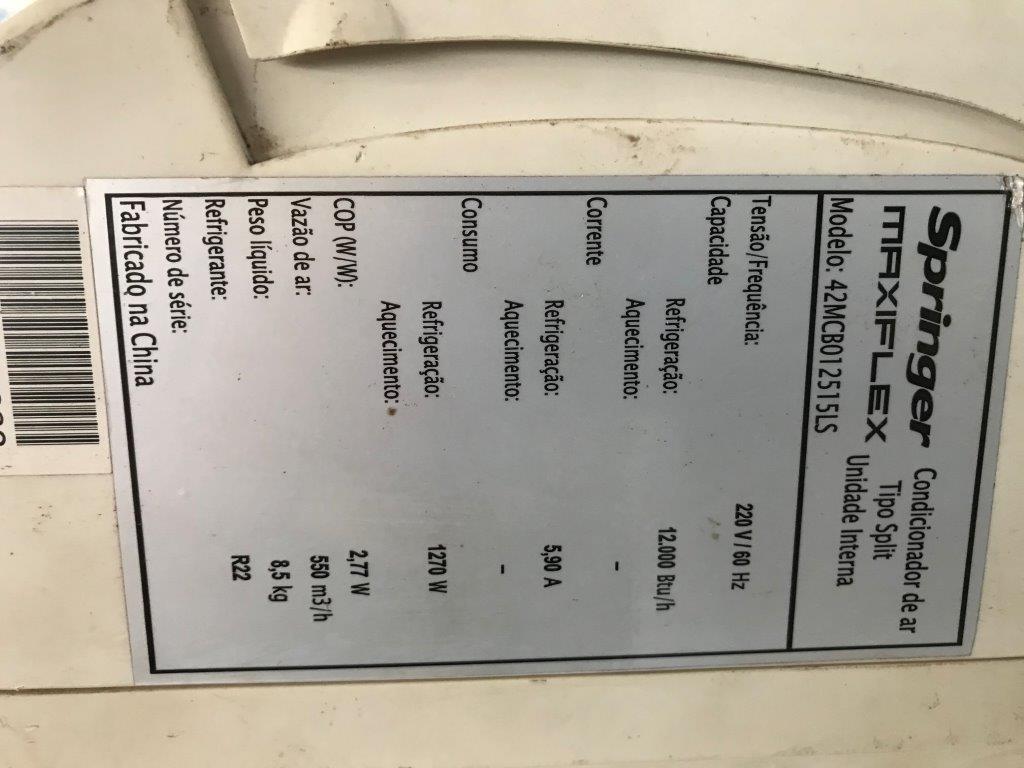 Springer Condicionador de ar
MAXIFLEX Tipo Split
Modelo: 42MCB012515LS Unidade Interna
Tensão/Frequência: 220 V / 60 Hz
Capacidade
Refrigeração: 12.000 Btu/h
Aquecimento: -
Corrente
Refrigeração: 5,90 A
Aquecimento: -
Consumo
Refrigeração: 1270 W
Aquecimento:
COP (W/W): 2,77 W
Vazão de ar: 550 m3/h
Peso líquido: 8,5 kg
Refrigerante: R22
Número de série:
Fabricado na China